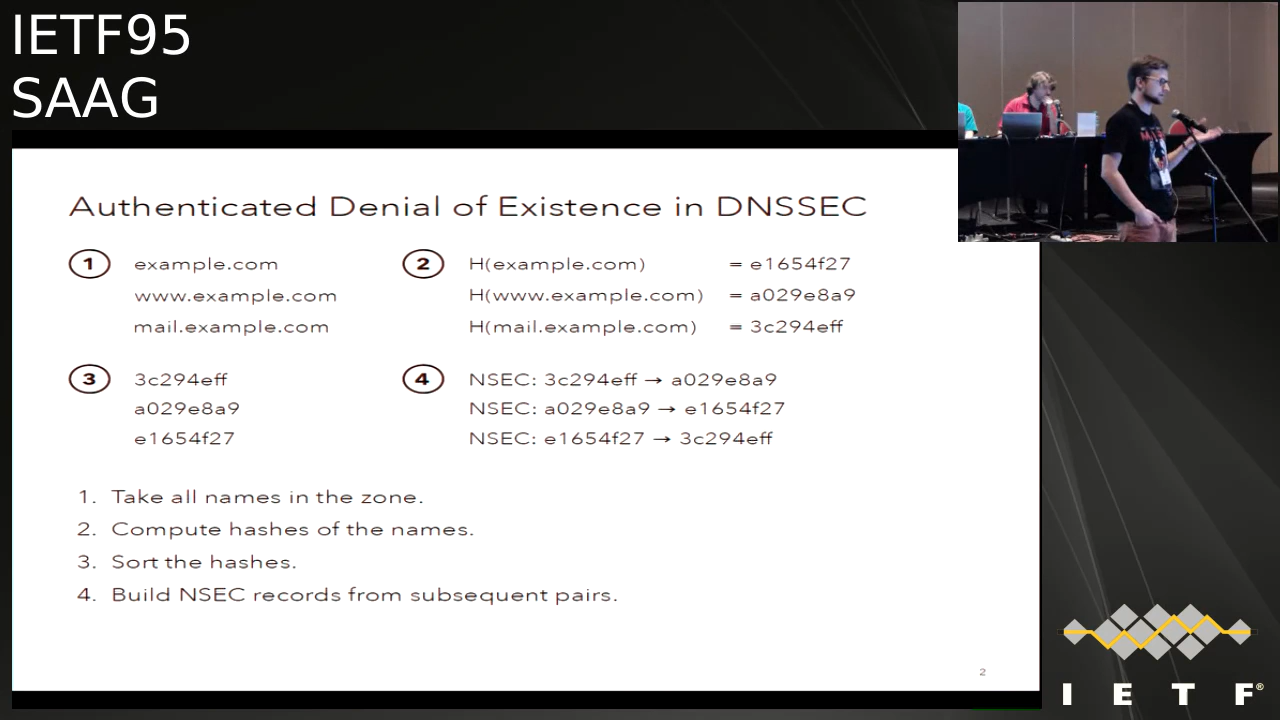 IETF95
SAAG
Authenticated Denial of Existence in DNSSEC
1 example.com
www.example.com
mail.example.com
2 H(example.com) = e1654f27
H(www.example.com) = a029e8a9
H(mail.example.com) = 3c294eff
3 3c294eff
a029e8a9
e1654f27
4 NSEC: 3c294eff → a029e8a9
NSEC: a029e8a9 → e1654f27
NSEC: e1654f27 → 3c294eff
1. Take all names in the zone.
2. Compute hashes of the names.
3. Sort the hashes.
4. Build NSEC records from subsequent pairs.
2
I E T F®